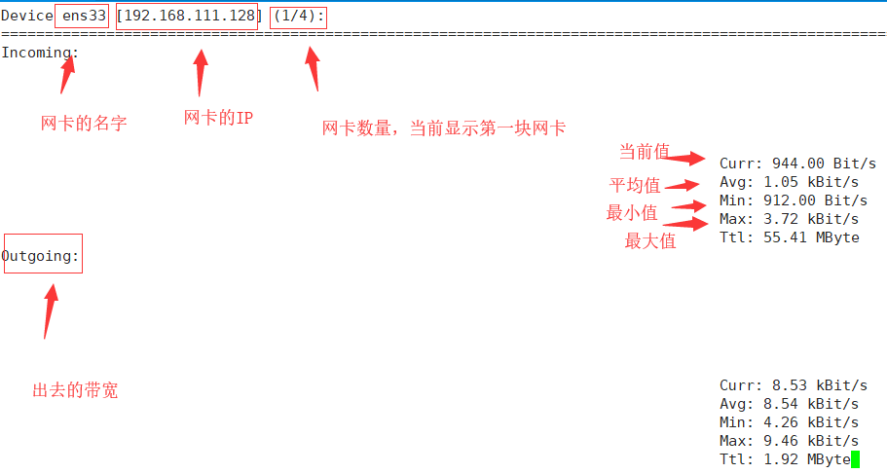 Device ens33 [192.168.111.128] (1/4):
================================================================================
Incoming:
网卡的名字
网卡的IP
网卡数量，当前显示第一块网卡
当前值
Curr: 944.00 Bit/s
平均值
Avg: 1.05 kBit/s
最小值
Min: 912.00 Bit/s
最大值
Max: 3.72 kBit/s
Ttl: 55.41 MByte
Outgoing:
出去的带宽
Curr: 8.53 kBit/s
Avg: 8.54 kBit/s
Min: 4.26 kBit/s
Max: 9.46 kBit/s
Ttl: 1.92 MByte